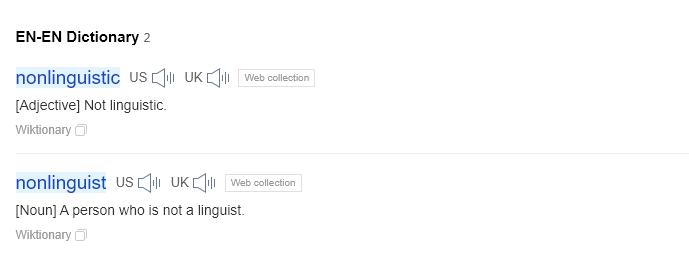 EN-EN Dictionary 2
nonlinguistic US UK Web collection
[Adjective] Not linguistic.
Wiktionary
nonlinguist US UK Web collection
[Noun] A person who is not a linguist.
Wiktionary